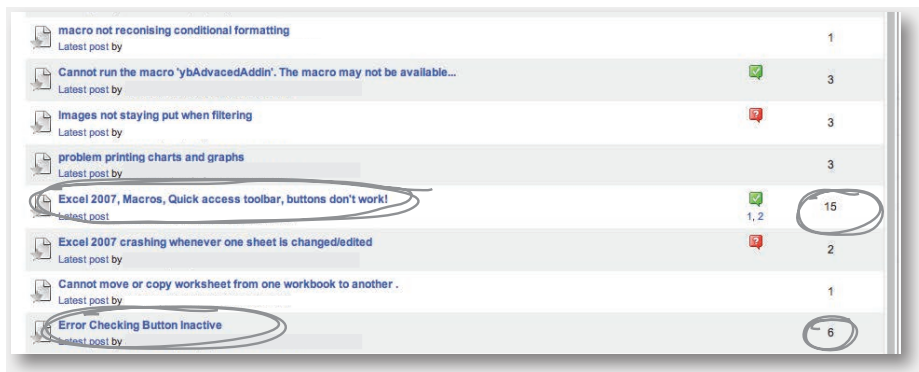 macro not reconising conditional formatting
Latest post by
1
Cannot run the macro 'ybAdvacedAddin'. The macro may not be available...
Latest post by
3
Images not staying put when filtering
Latest post by
3
problem printing charts and graphs
Latest post by
3
Excel 2007, Macros, Quick access toolbar, buttons don't work!
Latest post
1, 2
15
Excel 2007 crashing whenever one sheet is changed/edited
Latest post by
2
Cannot move or copy worksheet from one workbook to another .
Latest post by
1
Error Checking Button Inactive
Latest post by
6